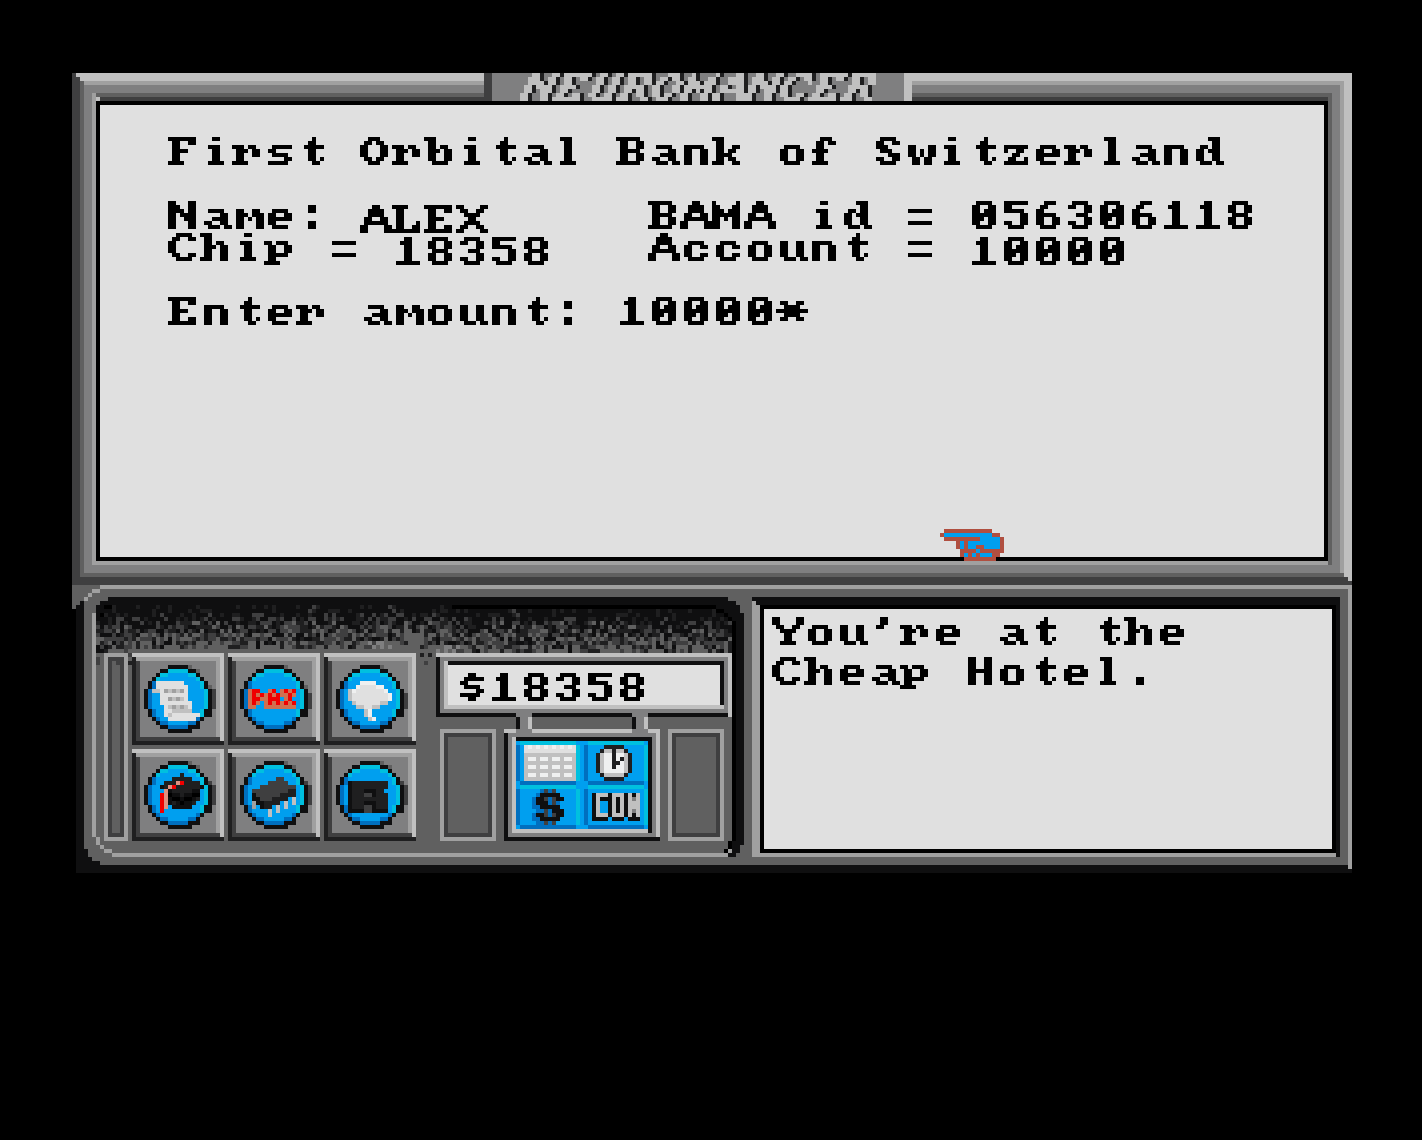 NEUROMANCER
First Orbital Bank of Switzerland
Name: ALEX BAMA id = 056306118
Chip = 18358 Account = 10000
Enter amount: 10000*
You're at the
Cheap Hotel.
PAX
$18358
R
$ COM